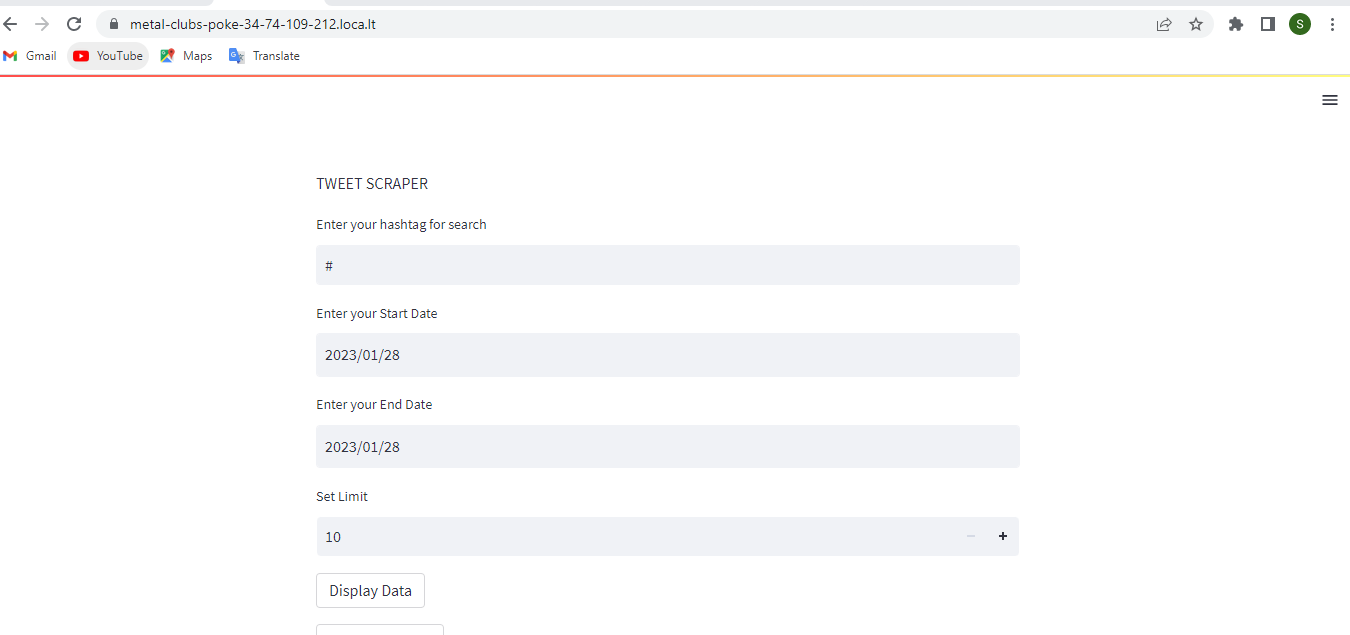 metal-clubs-poke-34-74-109-212.loca.lt
S
Gmail YouTube Maps Translate
TWEET SCRAPER
Enter your hashtag for search
#
Enter your Start Date
2023/01/28
Enter your End Date
2023/01/28
Set Limit
10
Display Data